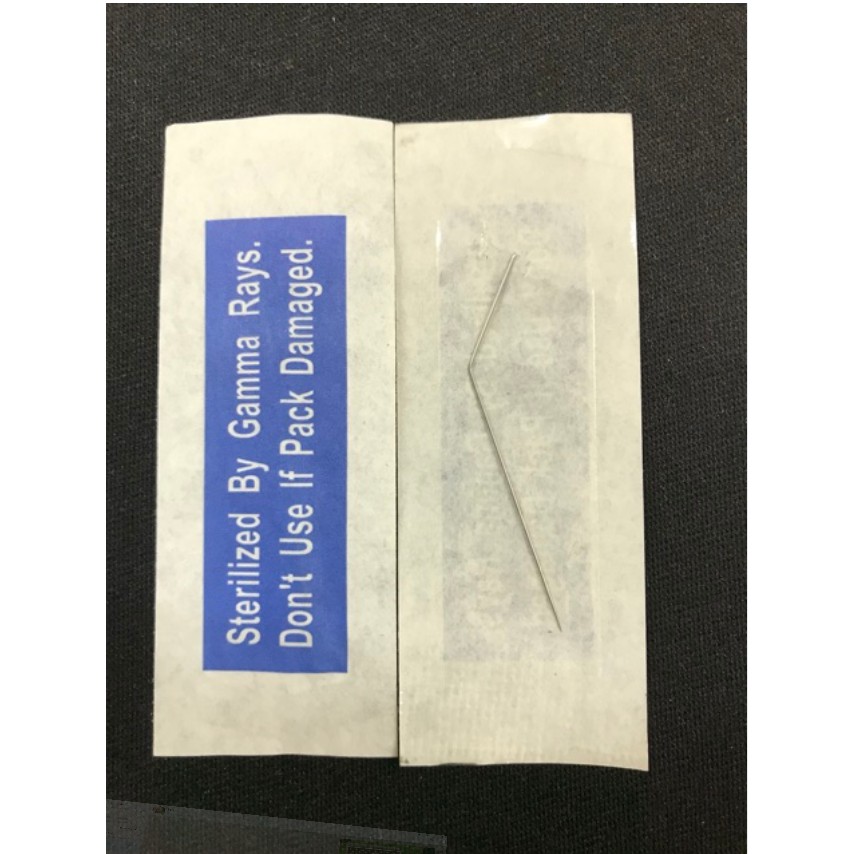 Sterilized By Gamma Rays.
Don't Use If Pack Damaged.